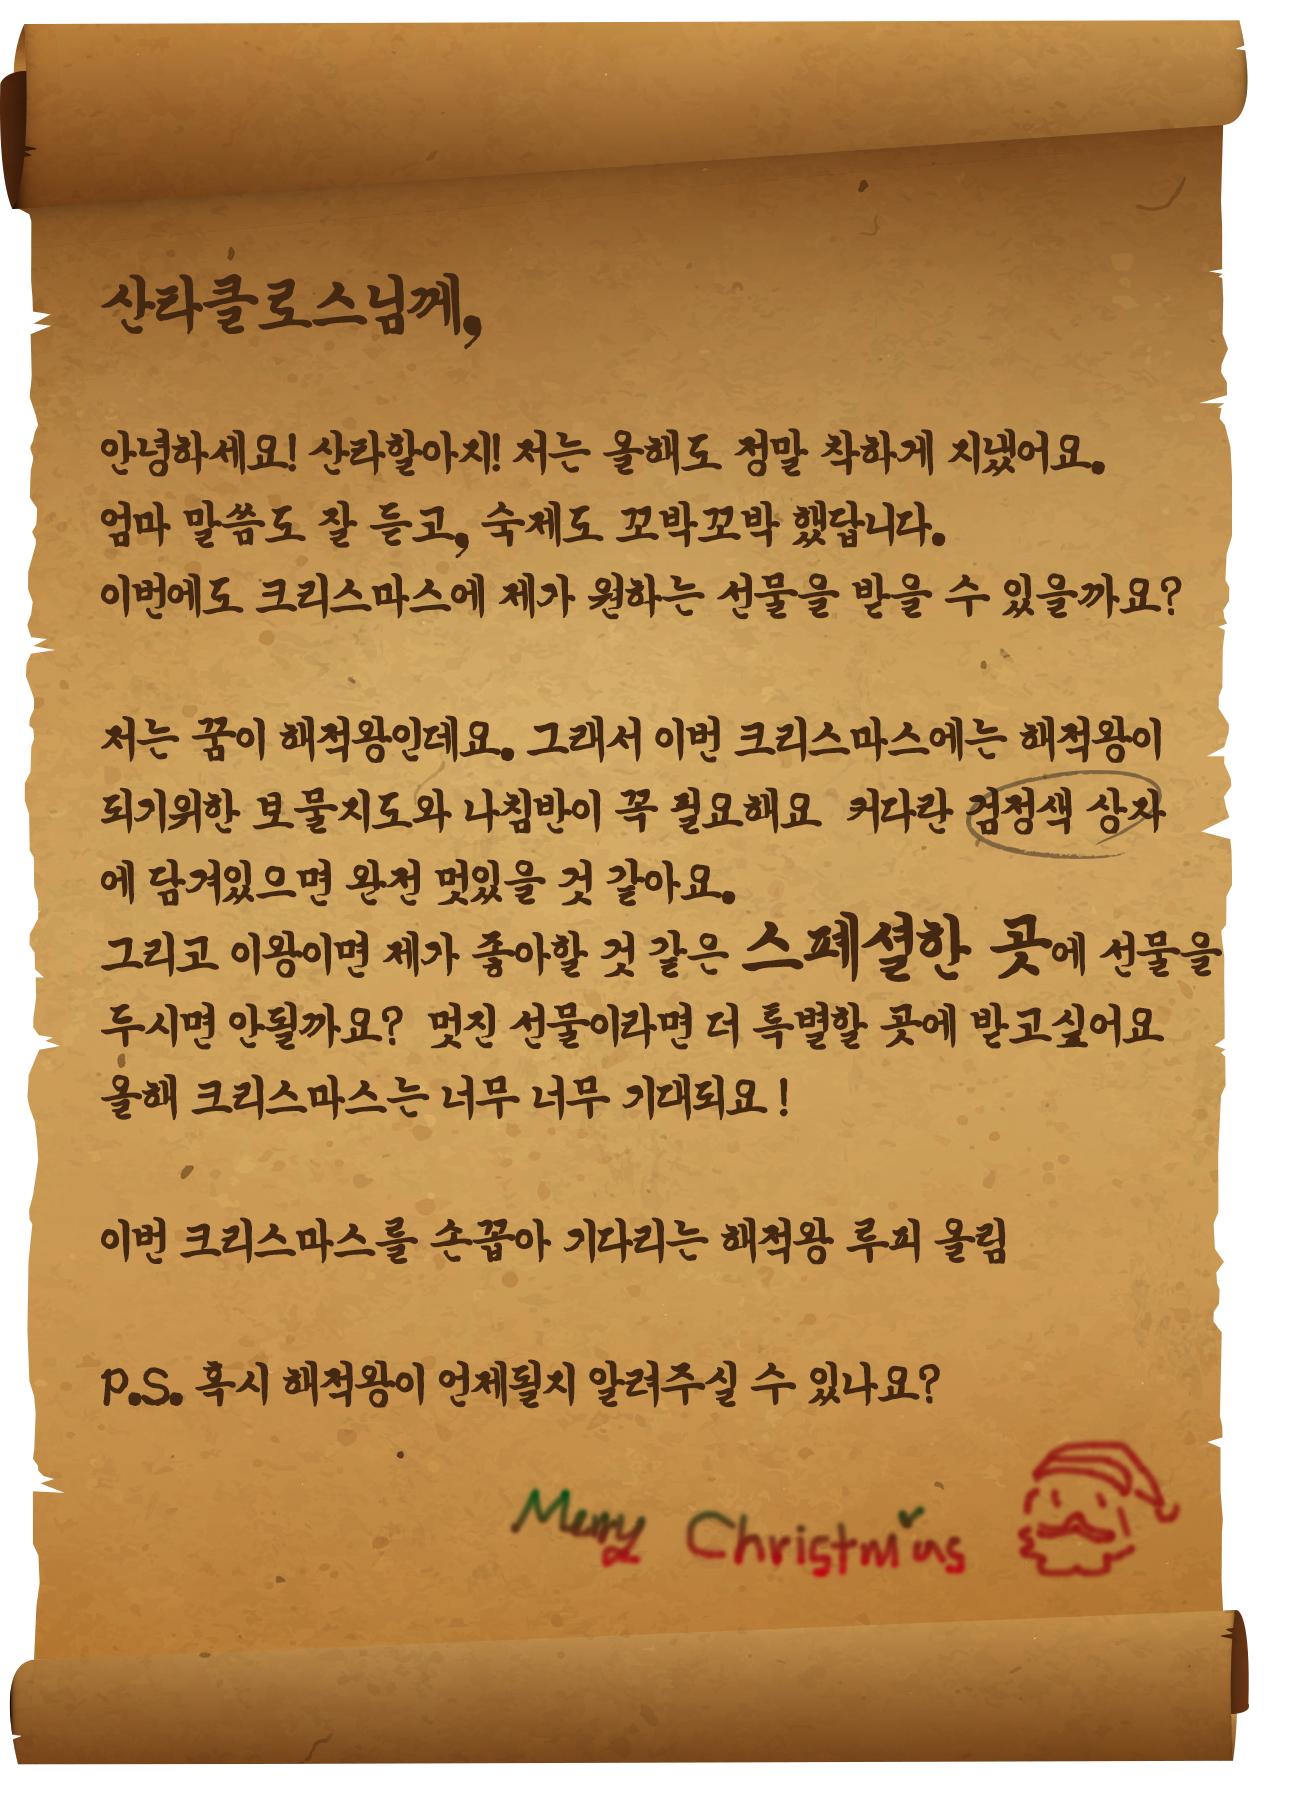 산타클로스님께,
안녕하세요! 산타할아지! 저는 올해도 정말 착하게 지냈어요.
엄마 말씀도 잘 듣고, 숙제도 꼬박꼬박 했답니다.
이번에도 크리스마스에 제가 원하는 선물을 받을 수 있을까요?
저는 꿈이 해적왕인데요. 그래서 이번 크리스마스에는 해적왕이
되기위한 보물지도와 나침반이 꼭 필요해요 커다란 검정색 상자
에 담겨있으면 완전 멋있을 것 같아요.
그리고 이왕이면 제가 좋아할 것 같은 스페셜한 곳에 선물을
두시면 안될까요? 멋진 선물이라면 더 특별할 곳에 받고싶어요
올해 크리스마스는 너무 너무 기대되요 !
이번 크리스마스를 손꼽아 기다리는 해적왕 루피 올림
P.S. 혹시 해적왕이 언제될지 알려주실 수 있나요?
Merry Christmas